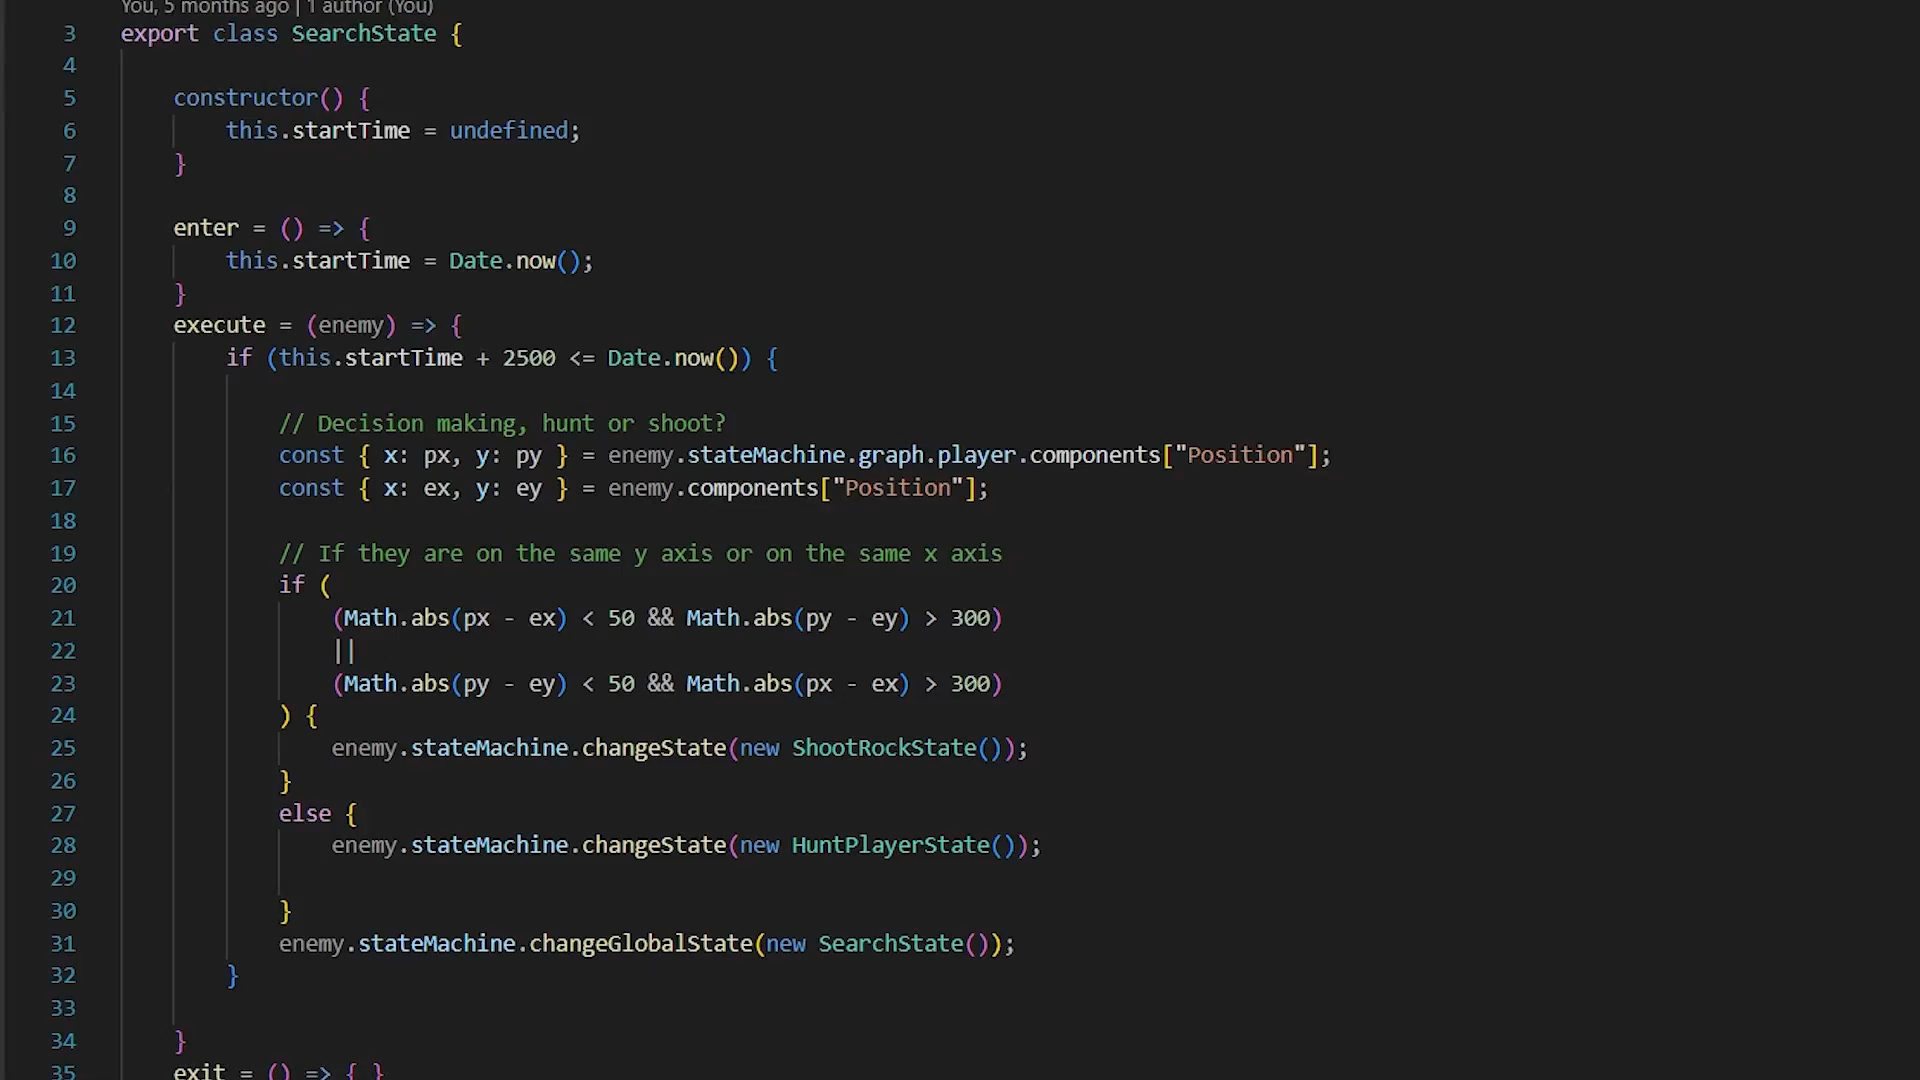 You, 5 months ago | 1 author (You)
3 export class SearchState {
4
5 constructor() {
6 this.startTime = undefined;
7 }
8
9 enter = () => {
10 this.startTime = Date.now();
11 }
12 execute = (enemy) => {
13 if (this.startTime + 2500 <= Date.now()) {
14
15 // Decision making, hunt or shoot?
16 const { x: px, y: py } = enemy.stateMachine.graph.player.components["Position"];
17 const { x: ex, y: ey } = enemy.components["Position"];
18
19 // If they are on the same y axis or on the same x axis
20 if (
21 (Math.abs(px - ex) < 50 && Math.abs(py - ey) > 300)
22 ||
23 (Math.abs(py - ey) < 50 && Math.abs(px - ex) > 300)
24 ) {
25 enemy.stateMachine.changeState(new ShootRockState());
26 }
27 else {
28 enemy.stateMachine.changeState(new HuntPlayerState());
29
30 }
31 enemy.stateMachine.changeGlobalState(new SearchState());
32 }
33
34 }
35 exit = () => { }